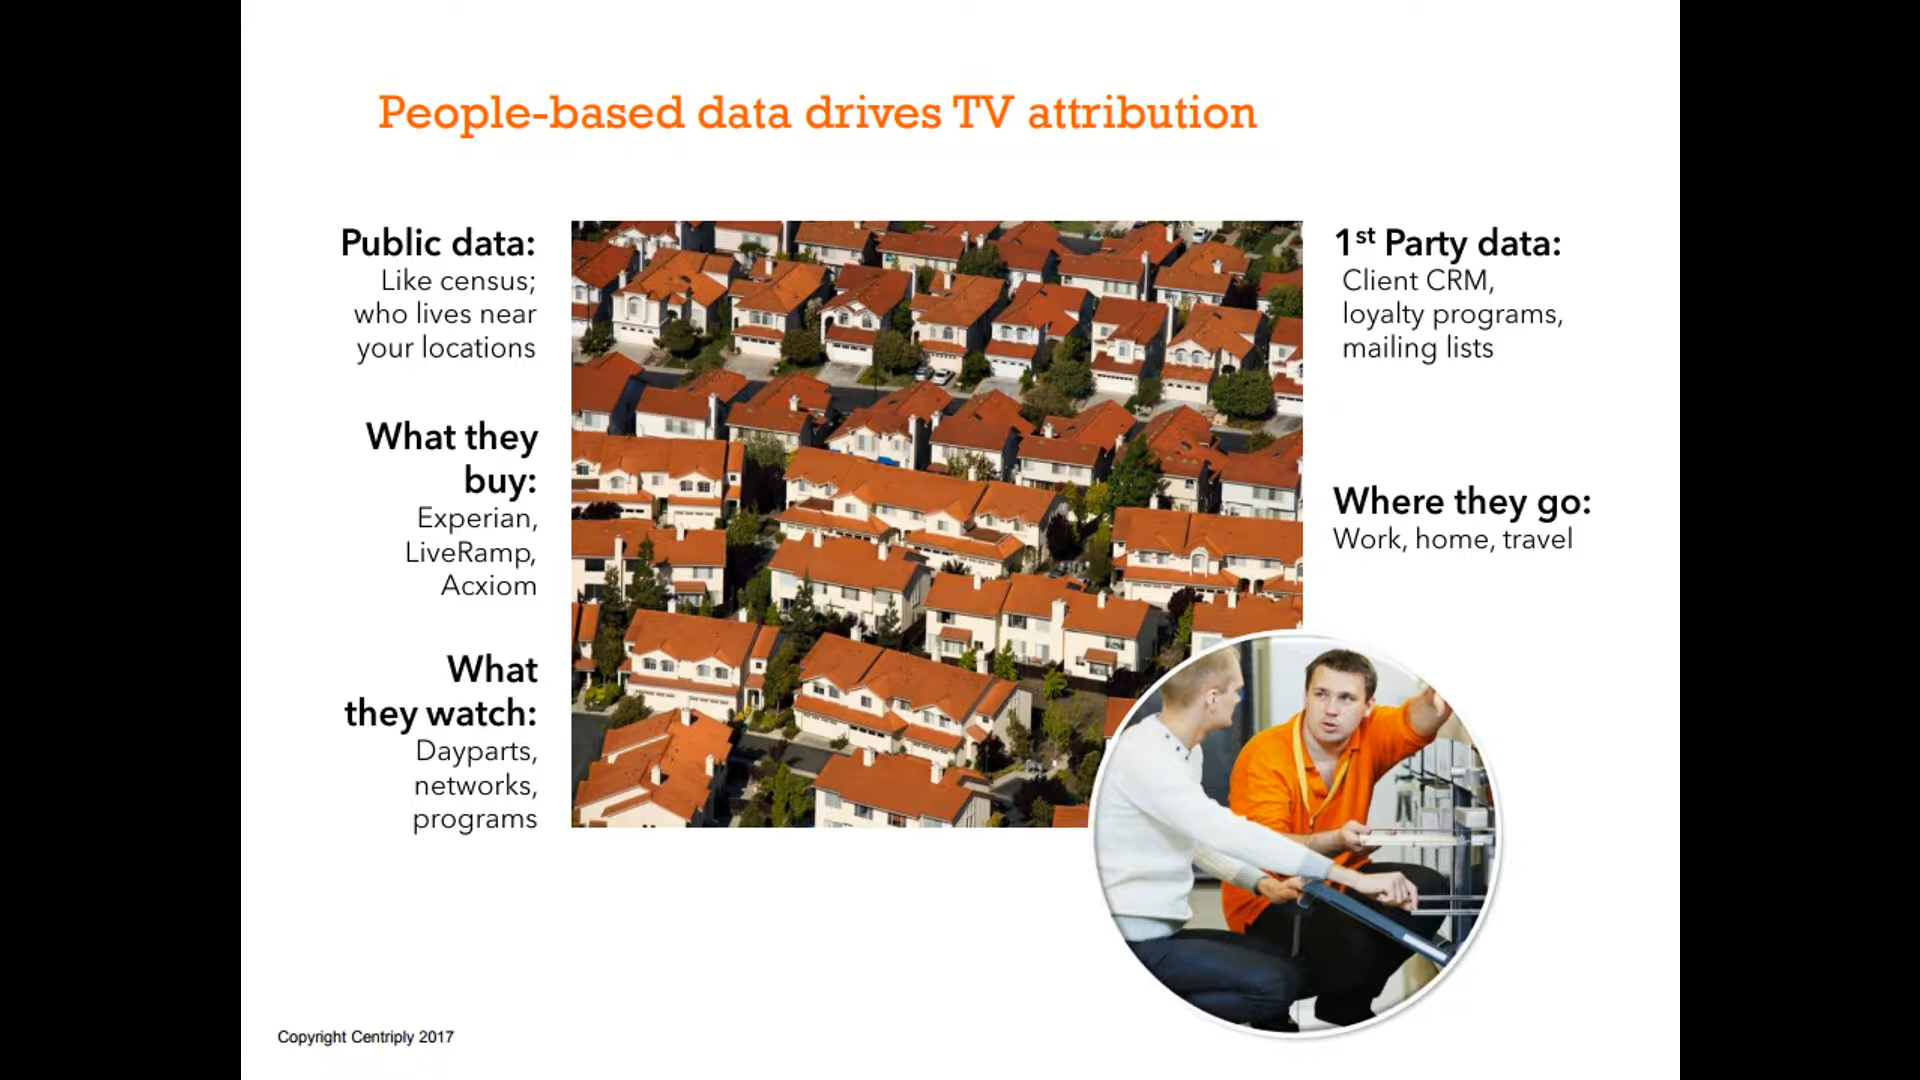 People-based data drives TV attribution
Public data:
Like census;
who lives near
your locations
What they
buy:
Experian,
LiveRamp,
Acxiom
What
they watch:
Dayparts,
networks,
programs
1st Party data:
Client CRM,
loyalty programs,
mailing lists
Where they go:
Work, home, travel
Copyright Centriply 2017